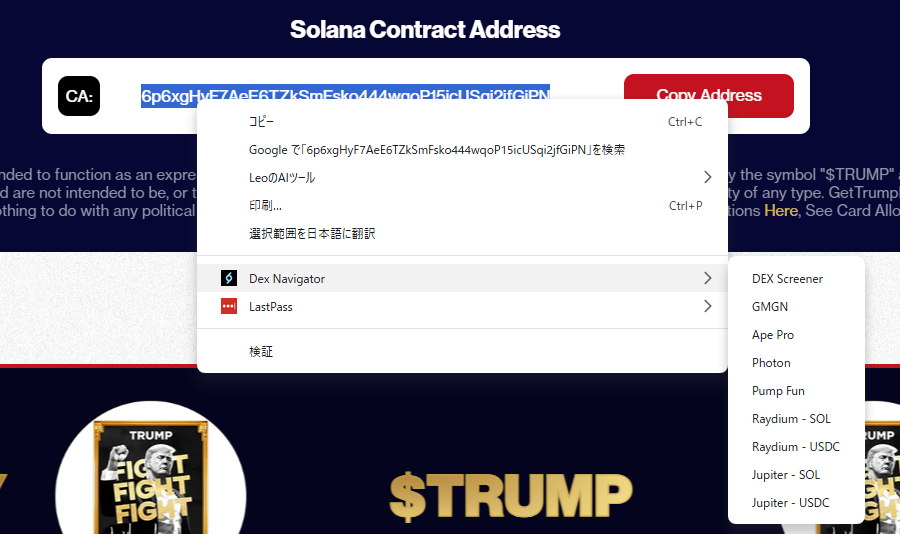 Solana Contract Address
CA:
6p6xgHyF7AeE6TZkSmFsko444wqoP15icUSqi2jfGiPN
Copy Address
コピー Ctrl+C
Google で「6p6xgHyF7AeE6TZkSmFsko444wqoP15icUSqi2jfGiPN」を検索
LeoのAIツール
印刷... Ctrl+P
選択範囲を日本語に翻訳
Dex Navigator
LastPass
検証
DEX Screener
GMGN
Ape Pro
Photon
Pump Fun
Raydium - SOL
Raydium - USDC
Jupiter - SOL
Jupiter - USDC
nded to function as an expre y the symbol "$TRUMP" a
d are not intended to be, or t ty of any type. GetTrump
othing to do with any political tions Here, See Card Allo
TRUMP
FIGHT
FIGHT
FIGHT
$TRUMP